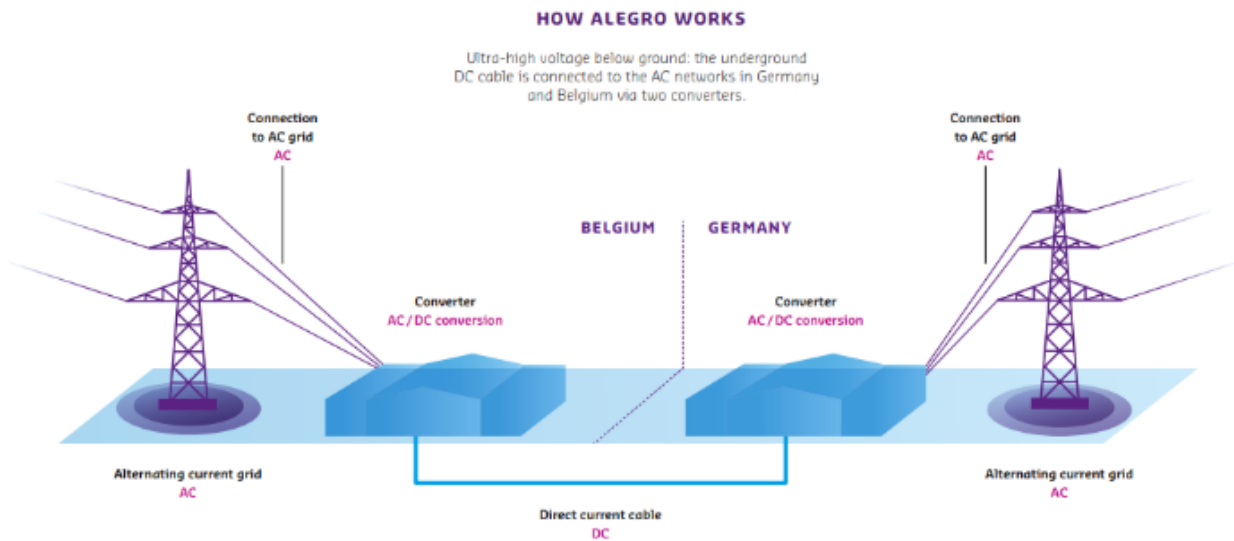 HOW ALEGRO WORKS
Ultra-high voltage below ground: the underground
DC cable is connected to the AC networks in Germany
and Belgium via two converters.
Connection
to AC grid
AC
Connection
to AC grid
AC
BELGIUM
GERMANY
Converter
AC/DC conversion
Converter
AC/DC conversion
Alternating current grid
AC
Alternating current grid
AC
Direct current cable
DC